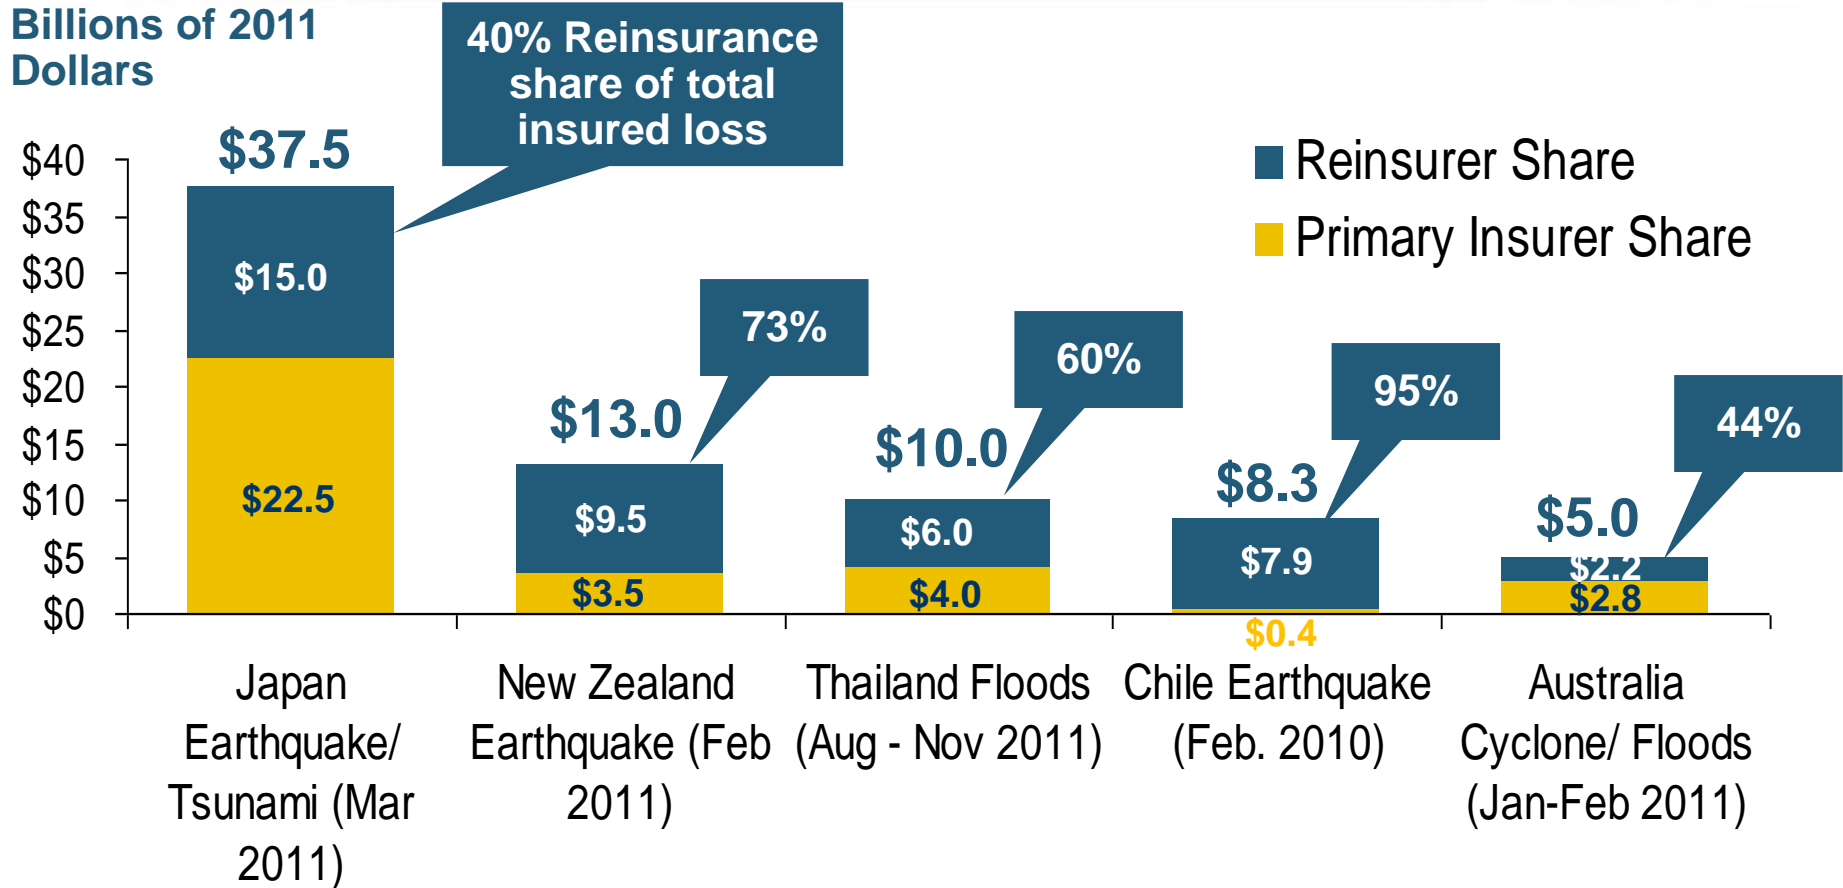 Billions of 2011
Dollars
40% Reinsurance
share of total
insured loss
$40
$35
$30
$25
$20
$15
$10
$5
$0
Reinsurer Share
Primary Insurer Share
$37.5
$15.0
$22.5
73%
$13.0
$9.5
$3.5
60%
$10.0
$6.0
$4.0
95%
$8.3
$7.9
$0.4
44%
$5.0
$2.2
$2.8
Japan
Earthquake/
Tsunami (Mar
2011)
New Zealand
Earthquake (Feb
2011)
Thailand Floods
(Aug - Nov 2011)
Chile Earthquake
(Feb. 2010)
Australia
Cyclone/ Floods
(Jan-Feb 2011)